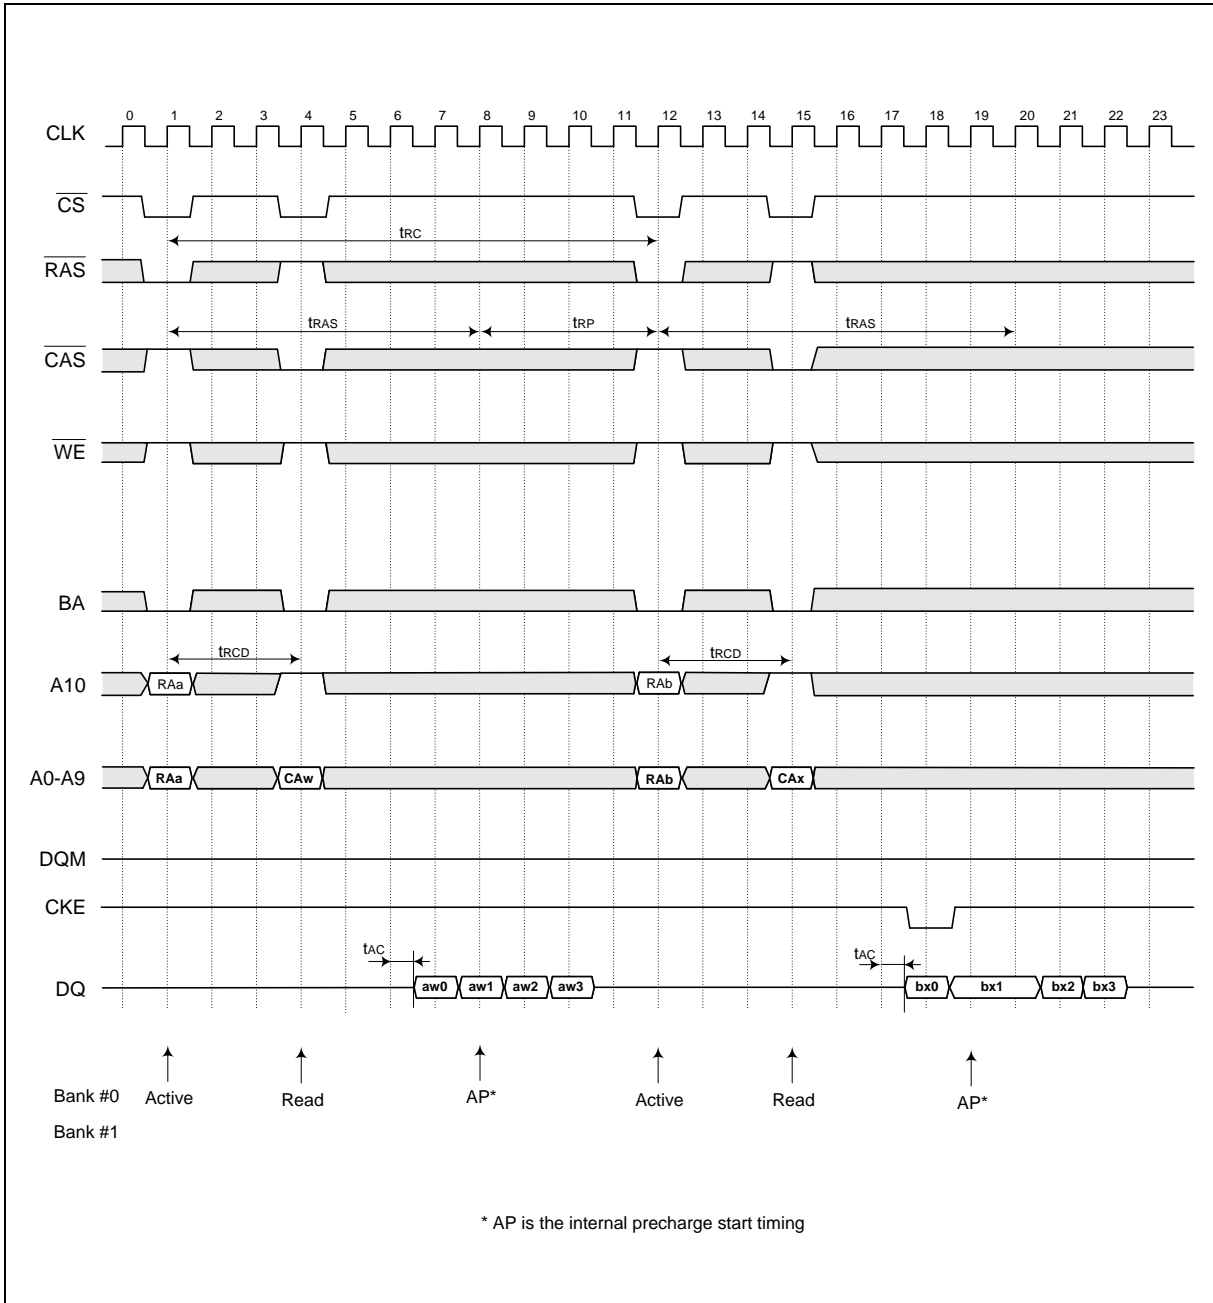 0 1 2 3 4 5 6 7 8 9 10 11 12 13 14 15 16 17 18 19 20 21 22 23
CLK
CS
tRC
RAS
tRAS tRP tRAS
CAS
WE
BA
tRCD tRCD
A10 RAa RAb
A0-A9 RAa CAw RAb CAx
DQM
CKE
tAC tAC
DQ aw0 aw1 aw2 aw3 bx0 bx1 bx2 bx3
Bank #0 Active Read AP* Active Read AP*
Bank #1
* AP is the internal precharge start timing